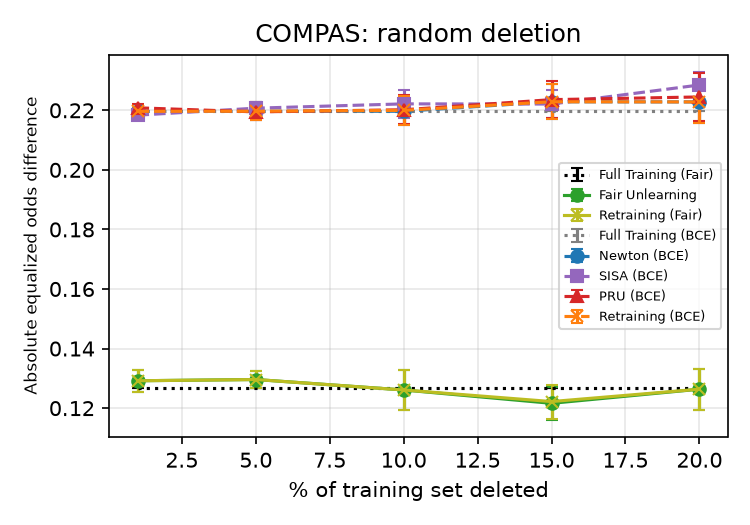 COMPAS: random deletion
Absolute equalized odds difference
0.22
0.20
0.18
0.16
0.14
0.12
Full Training (Fair)
Fair Unlearning
Retraining (Fair)
Full Training (BCE)
Newton (BCE)
SISA (BCE)
PRU (BCE)
Retraining (BCE)
2.5 5.0 7.5 10.0 12.5 15.0 17.5 20.0
% of training set deleted